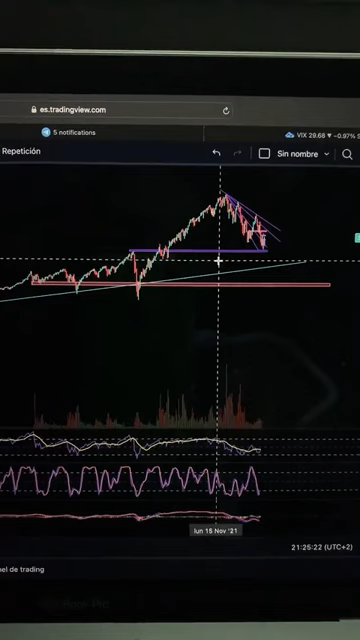 es.tradingview.com
5 notifications
VIX 29.68 ▼ −0.97%
Repetición
Sin nombre
lun 15 Nov '21
21:25:22 (UTC+2)
el de trading